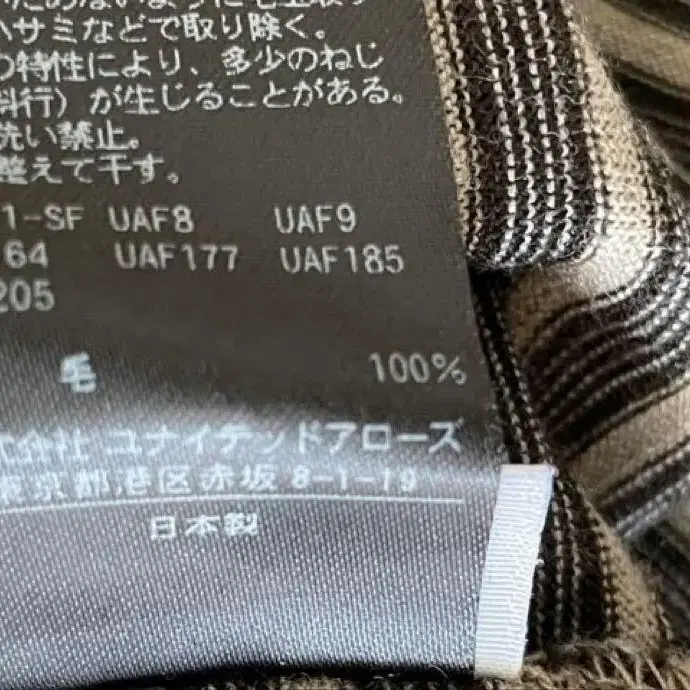 ハサミなどで取り除く。
の特性により、多少のねじ
斜行）が生じることがある。
洗い禁止。
整えて干す。
1-SF UAF8 UAF9
64 UAF177 UAF185
205
毛 100%
式会社 ユナイテッドアローズ
東京都港区赤坂 8-1-19
日本製